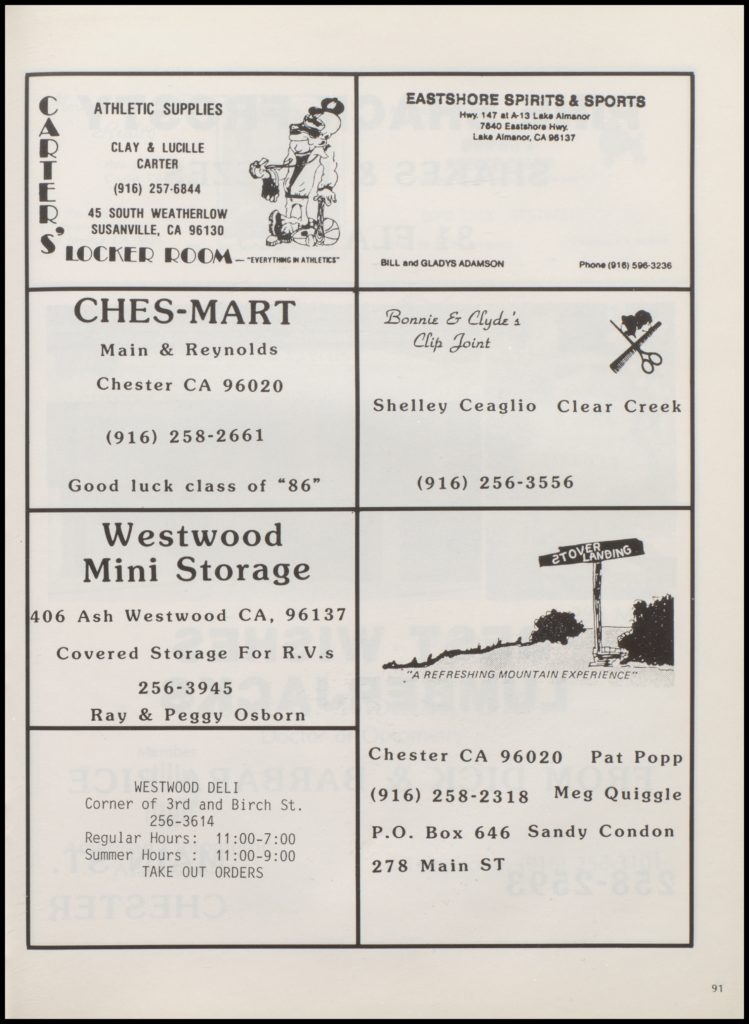 CARTER'S
ATHLETIC SUPPLIES
CLAY & LUCILLE
CARTER
(916) 257-6844
45 SOUTH WEATHERLOW
SUSANVILLE, CA 96130
LOCKER ROOM – "EVERYTHING IN ATHLETICS"
EASTSHORE SPIRITS & SPORTS
Hwy. 147 at A-13 Lake Almanor
7640 Eastshore Hwy.
Lake Almanor, CA 96137
BILL and GLADYS ADAMSON Phone (916) 596-3236
CHES-MART
Main & Reynolds
Chester CA 96020
(916) 258-2661
Good luck class of "86"
Bonnie & Clyde's
Clip Joint
Shelley Ceaglio Clear Creek
(916) 256-3556
Westwood
Mini Storage
406 Ash Westwood CA, 96137
Covered Storage For R.V.s
256-3945
Ray & Peggy Osborn
STOVER
LANDING
"A REFRESHING MOUNTAIN EXPERIENCE"
Chester CA 96020 Pat Popp
(916) 258-2318 Meg Quiggle
P.O. Box 646 Sandy Condon
278 Main ST
WESTWOOD DELI
Corner of 3rd and Birch St.
256-3614
Regular Hours: 11:00-7:00
Summer Hours : 11:00-9:00
TAKE OUT ORDERS
91